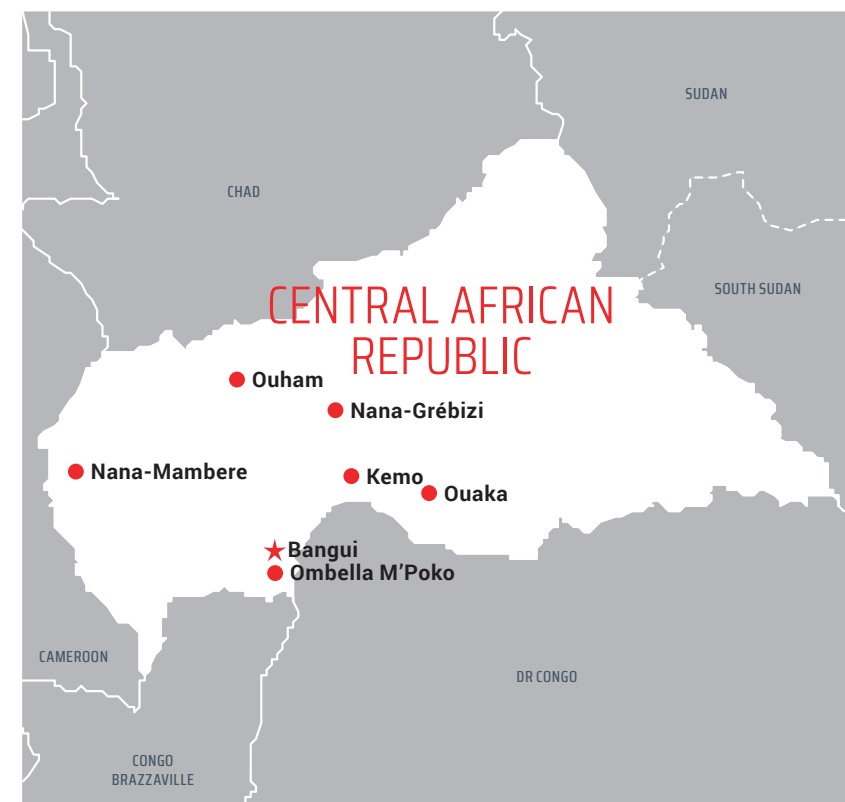 SUDAN
CHAD
SOUTH SUDAN
CENTRAL AFRICAN
REPUBLIC
Ouham
Nana-Grébizi
Nana-Mambere
Kemo
Ouaka
Bangui
Ombella M'Poko
CAMEROON
DR CONGO
CONGO
BRAZZAVILLE